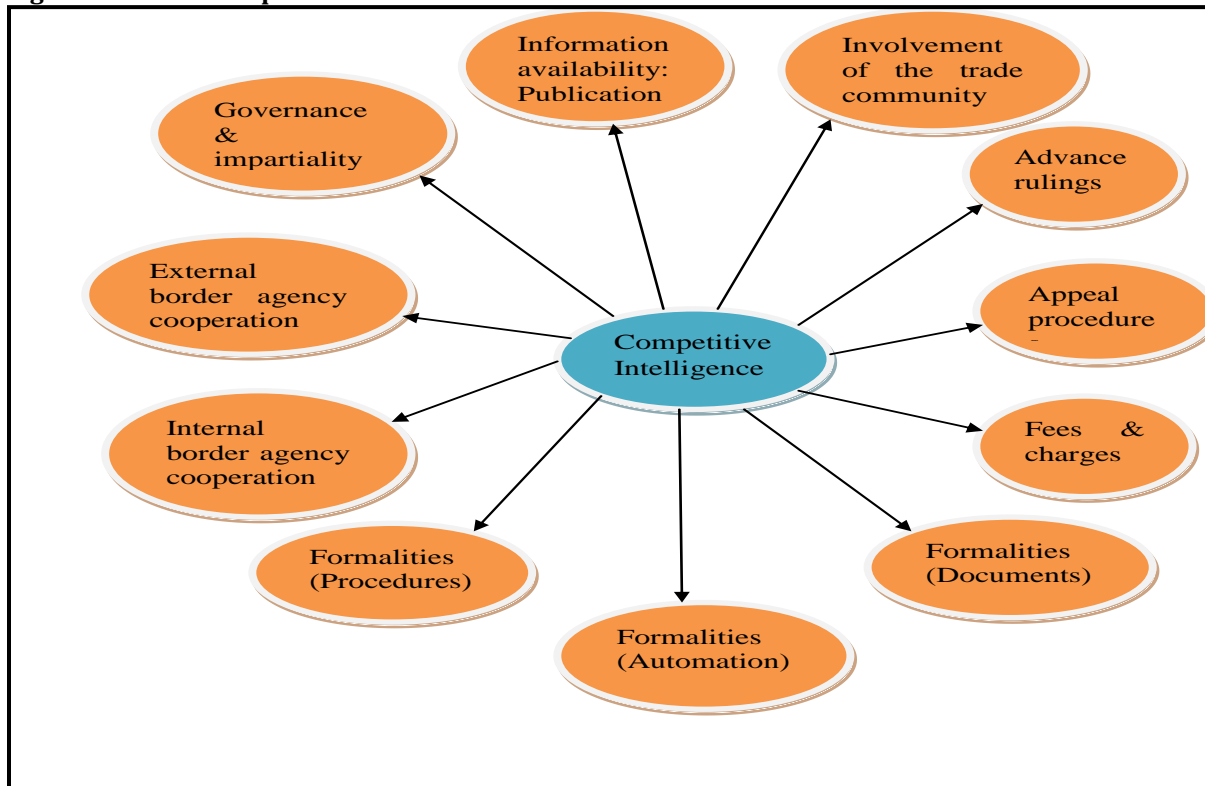 Information
availability:
Publication
Involvement
of the trade
community
Governance
&
impartiality
Advance
rulings
External
border agency
cooperation
Appeal
procedure
Competitive
Intelligence
Internal
border agency
cooperation
Fees &
charges
Formalities
(Procedures)
Formalities
(Documents)
Formalities
(Automation)